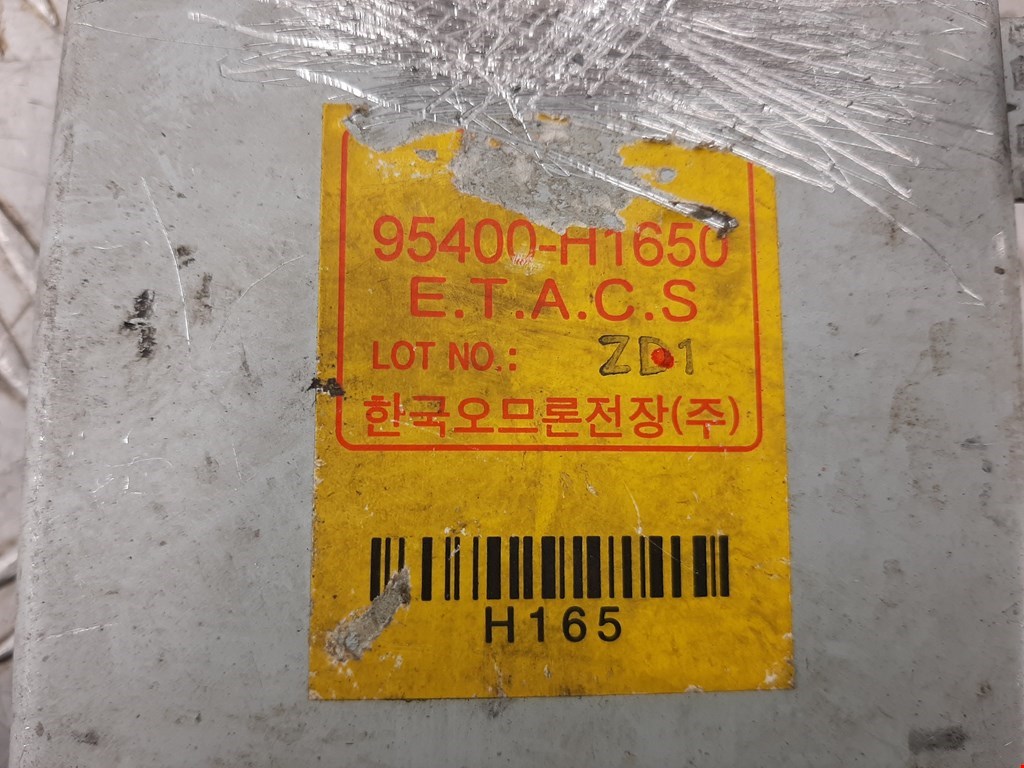 95400-H1650
E.T.A.C.S
LOT NO.: ZD1
한국오므론전장(주)
H165